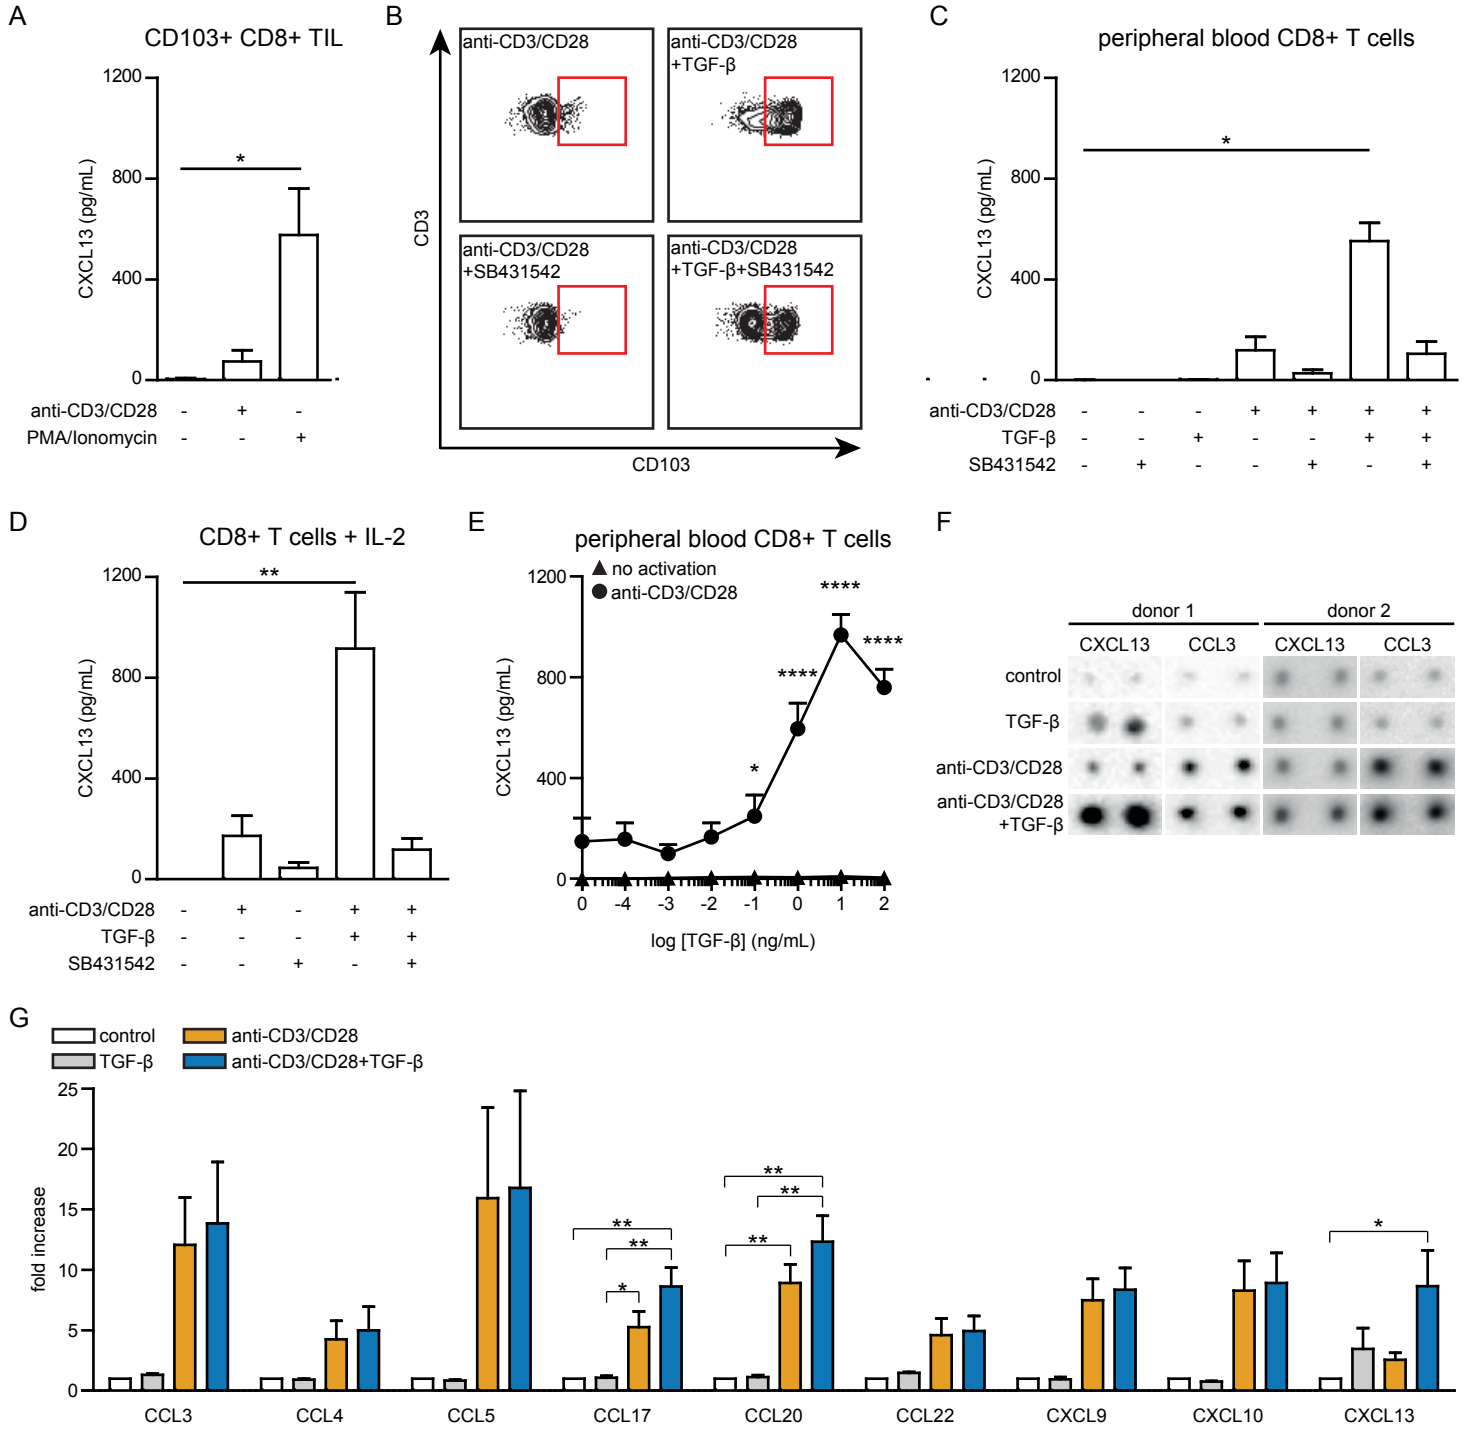 A
CD103+ CD8+ TIL
CXCL13 (pg/mL)
1200
800
400
0
*
anti-CD3/CD28 - + -
PMA/Ionomycin - - +
B
anti-CD3/CD28
anti-CD3/CD28
+TGF-β
anti-CD3/CD28
+SB431542
anti-CD3/CD28
+TGF-β+SB431542
CD3
CD103
C
peripheral blood CD8+ T cells
CXCL13 (pg/mL)
1200
800
400
0
*
anti-CD3/CD28 - - - + + + +
TGF-β - - + - - + +
SB431542 - + - - + - +
D
CD8+ T cells + IL-2
CXCL13 (pg/mL)
1200
800
400
0
**
anti-CD3/CD28 - + - + +
TGF-β - - - + +
SB431542 - - + - +
E
peripheral blood CD8+ T cells
no activation
anti-CD3/CD28
CXCL13 (pg/mL)
1200
800
400
0
* **** **** ****
0 -4 -3 -2 -1 0 1 2
log [TGF-β] (ng/mL)
F
donor 1 donor 2
CXCL13 CCL3 CXCL13 CCL3
control
TGF-β
anti-CD3/CD28
anti-CD3/CD28
+TGF-β
G
control anti-CD3/CD28
TGF-β anti-CD3/CD28+TGF-β
fold increase
25
20
15
10
5
0
** ** *
** ** **
*
CCL3 CCL4 CCL5 CCL17 CCL20 CCL22 CXCL9 CXCL10 CXCL13